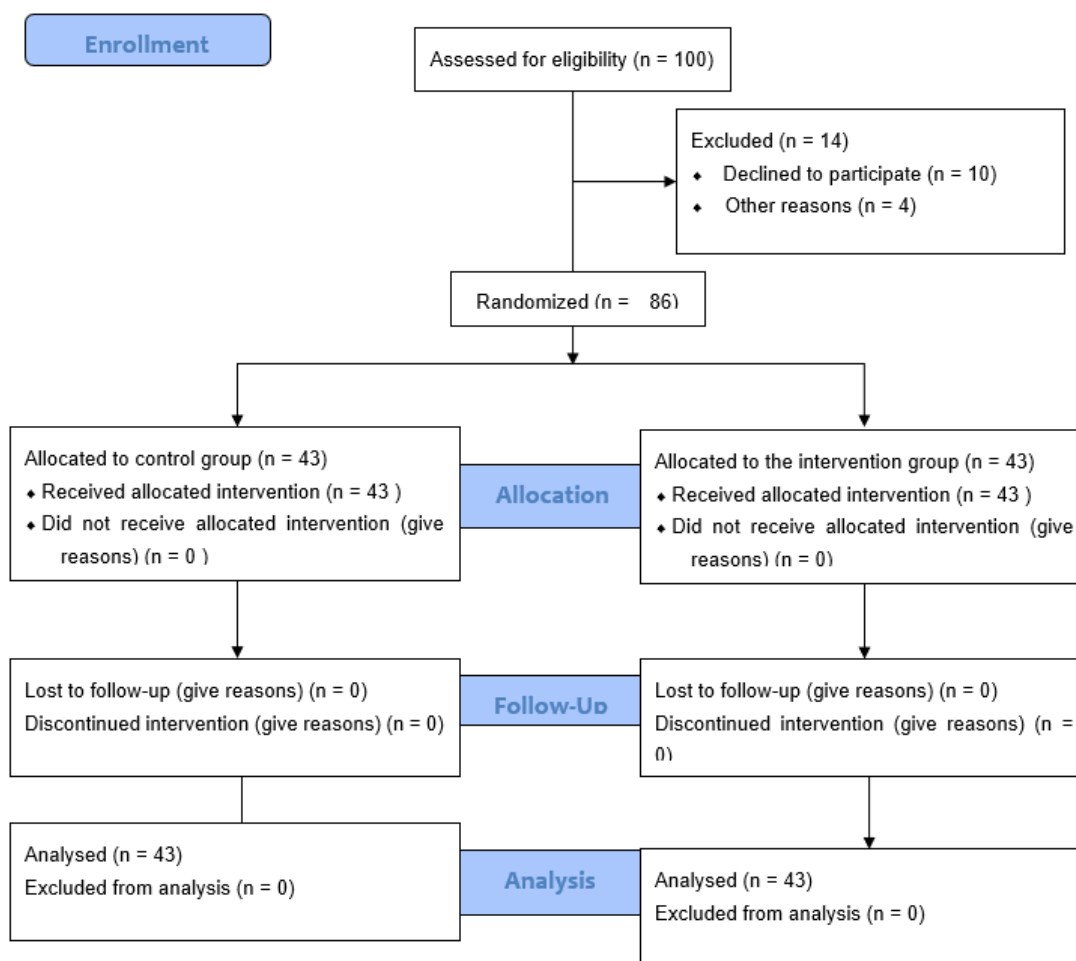 Enrollment
Assessed for eligibility (n = 100)
Excluded (n = 14)
⬥ Declined to participate (n = 10)
⬥ Other reasons (n = 4)
Randomized (n = 86)
Allocated to control group (n = 43)
⬥ Received allocated intervention (n = 43 )
⬥ Did not receive allocated intervention (give
reasons) (n = 0 )
Allocation
Allocated to the intervention group (n = 43)
⬥ Received allocated intervention (n = 43 )
⬥ Did not receive allocated intervention (give
reasons) (n = 0)
Lost to follow-up (give reasons) (n = 0)
Discontinued intervention (give reasons) (n = 0)
Follow-Up
Lost to follow-up (give reasons) (n = 0)
Discontinued intervention (give reasons) (n =
0)
Analysed (n = 43)
Excluded from analysis (n = 0)
Analysis
Analysed (n = 43)
Excluded from analysis (n = 0)